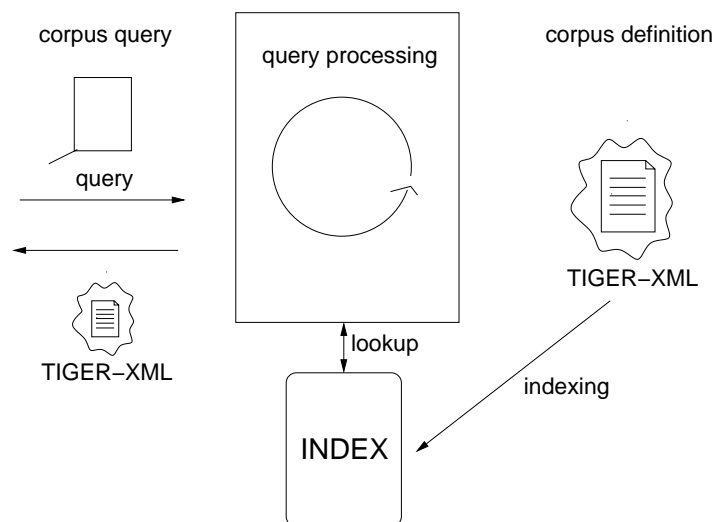 corpus query
query processing
corpus definition
query
TIGER−XML
TIGER−XML
lookup
indexing
INDEX